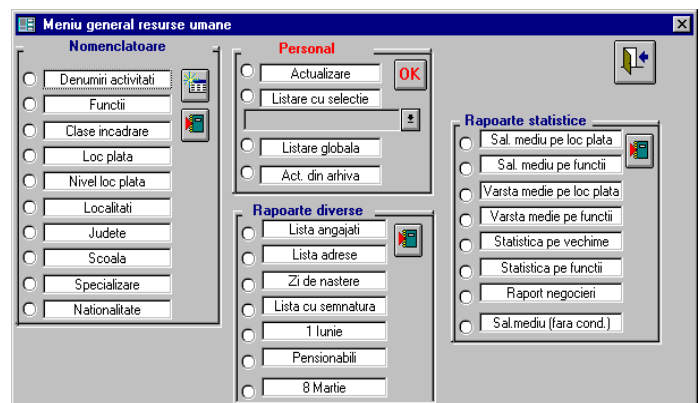 Meniu general resurse umane
Nomenclatoare
Denumiri activitati
Functii
Clase incadrare
Loc plata
Nivel loc plata
Localitati
Judete
Scoala
Specializare
Nationalitate
Personal
Actualizare
OK
Listare cu selectie
Listare globala
Act. din arhiva
Rapoarte diverse
Lista angajati
Lista adrese
Zi de nastere
Lista cu semnatura
1 Iunie
Pensionabili
8 Martie
Rapoarte statistice
Sal. mediu pe loc plata
Sal. mediu pe functii
Varsta medie pe loc plata
Varsta medie pe functii
Statistica pe vechime
Statistica pe functii
Raport negocieri
Sal.mediu (fara cond.)